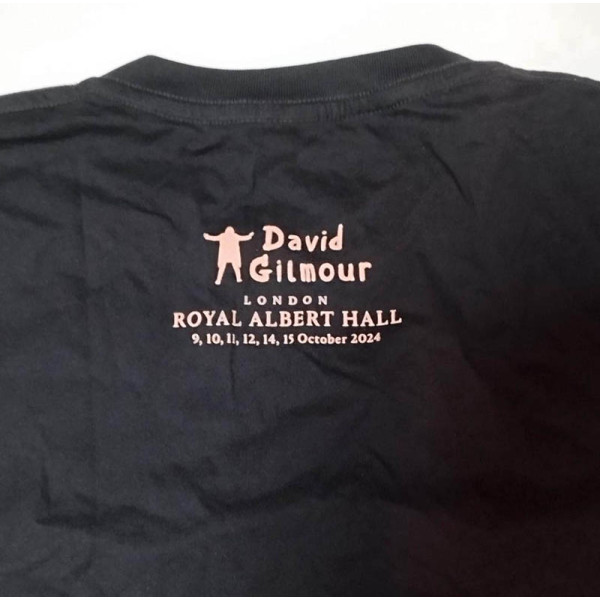 David
Gilmour
LONDON
ROYAL ALBERT HALL
9, 10, 11, 12, 14, 15 October 2024